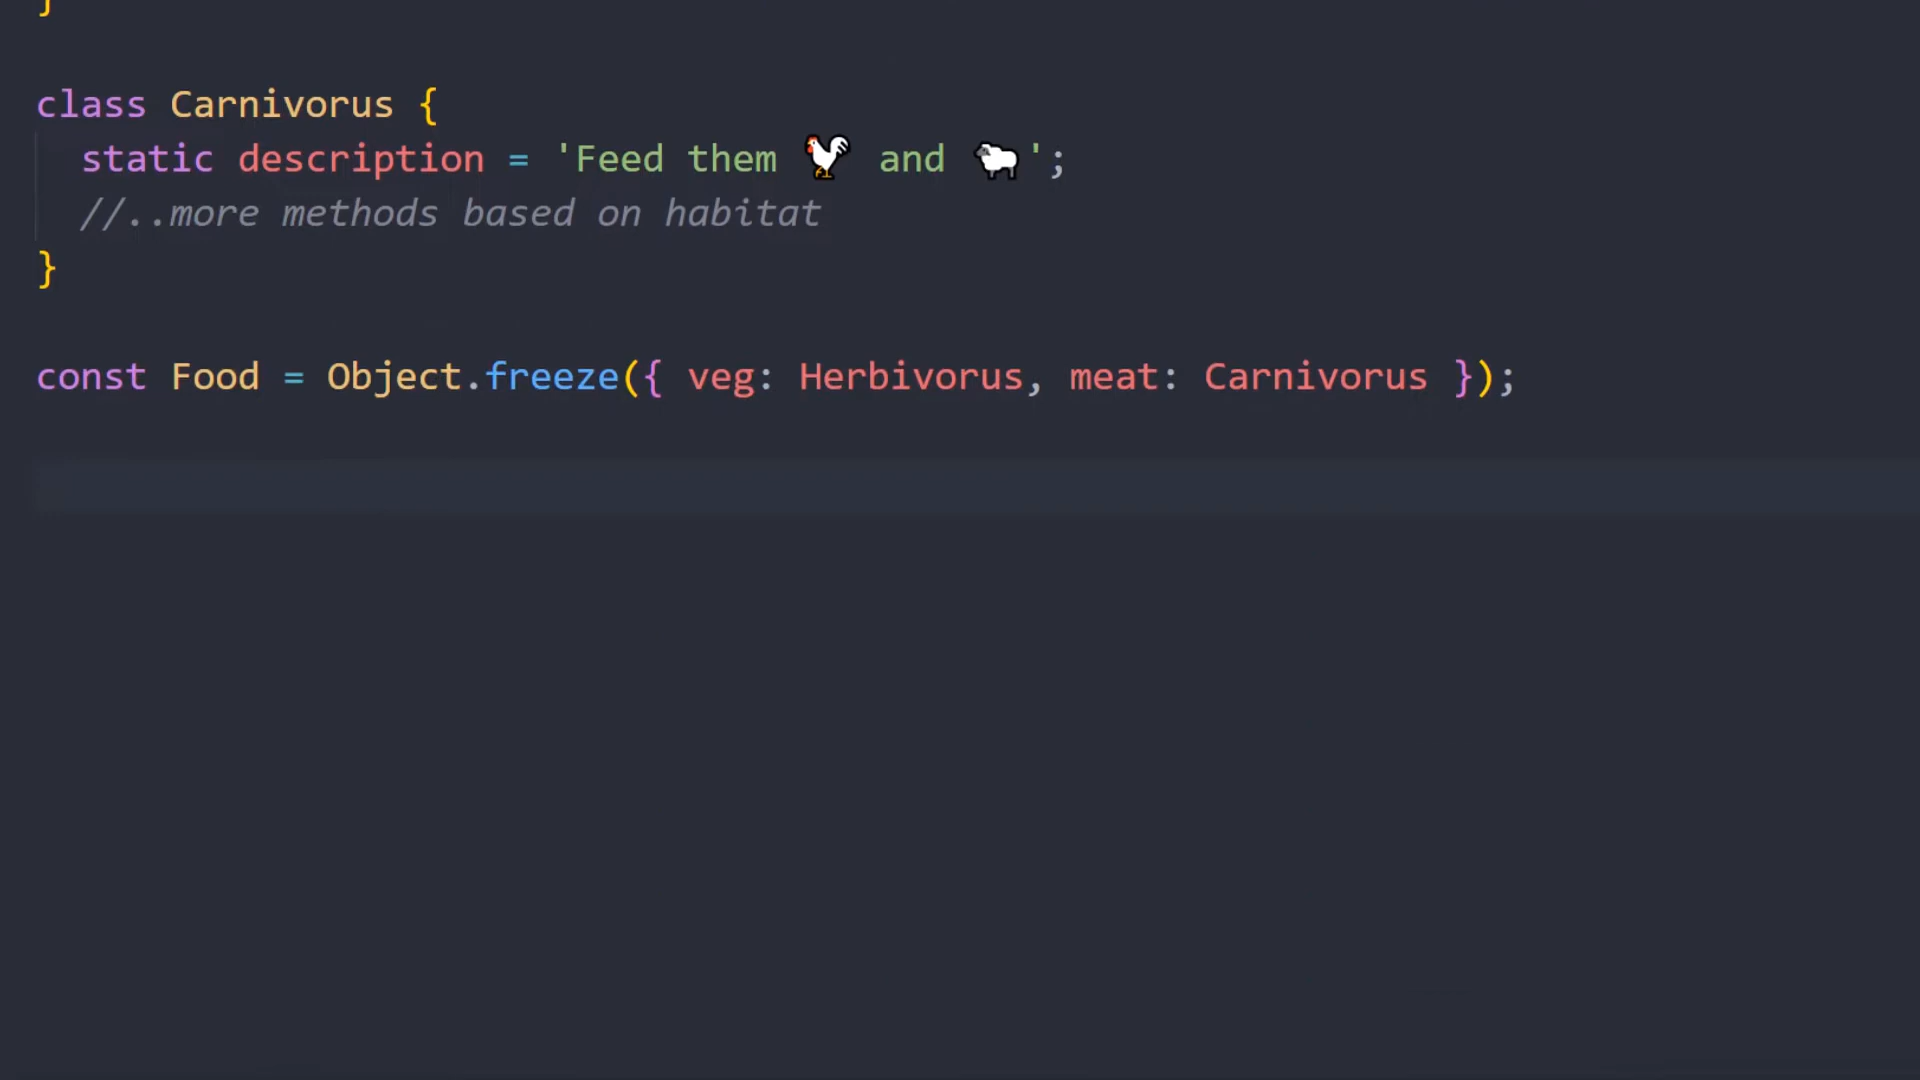 }
class Carnivorus {
static description = 'Feed them 🐓 and 🐑';
//..more methods based on habitat
}
const Food = Object.freeze({ veg: Herbivorus, meat: Carnivorus });